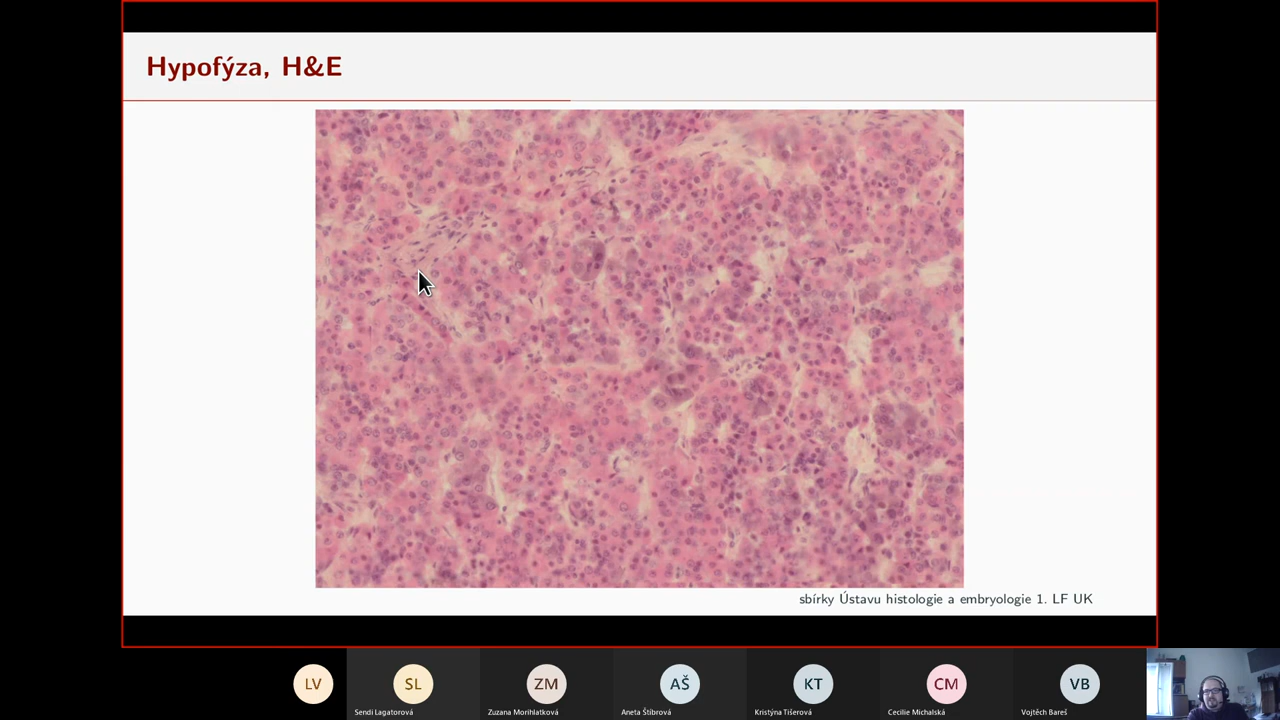 Hypofýza, H&E
sbírky Ústavu histologie a embryologie 1. LF UK
LV
SL
ZM
AŠ
KT
CM
VB
Sendi Lagatorová
Zuzana Morihlatková
Aneta Štibrová
Kristýna Tišerová
Cecilie Michalská
Vojtěch Bareš